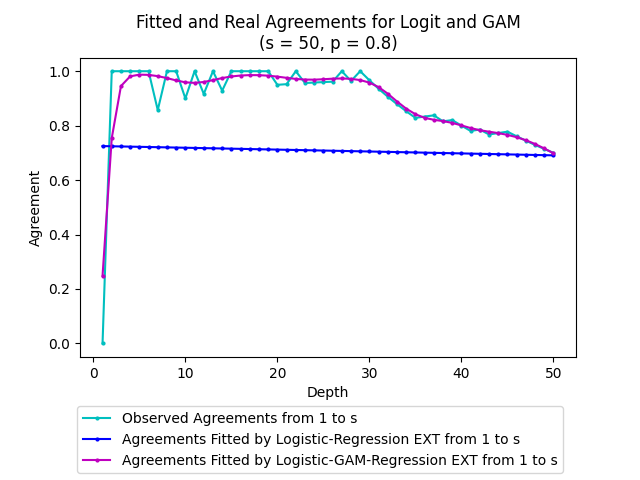 Fitted and Real Agreements for Logit and GAM
(s = 50, p = 0.8)
1.0
0.8
0.6
0.4
0.2
0.0
Agreement
0 10 20 30 40 50
Depth
Observed Agreements from 1 to s
Agreements Fitted by Logistic-Regression EXT from 1 to s
Agreements Fitted by Logistic-GAM-Regression EXT from 1 to s